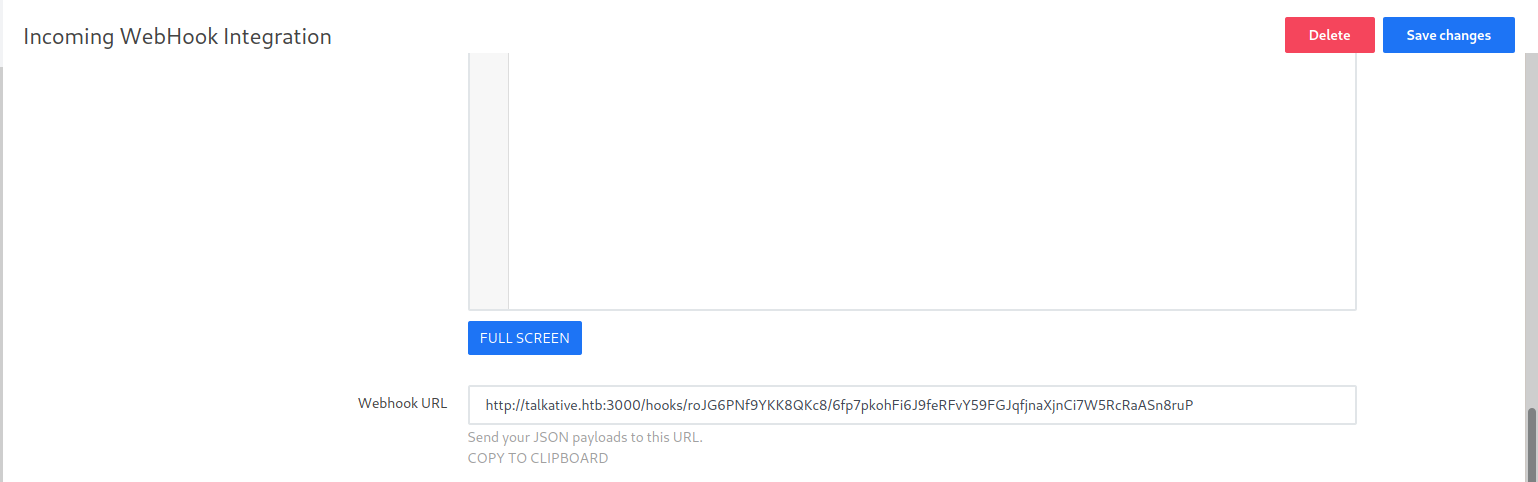 Incoming WebHook Integration
Delete
Save changes
FULL SCREEN
Webhook URL
http://talkative.htb:3000/hooks/roJG6PNf9YKK8QKc8/6fp7pkohFi6J9feRFvY59FGJqfjnaXjnCi7W5RcRaASn8ruP
Send your JSON payloads to this URL.
COPY TO CLIPBOARD